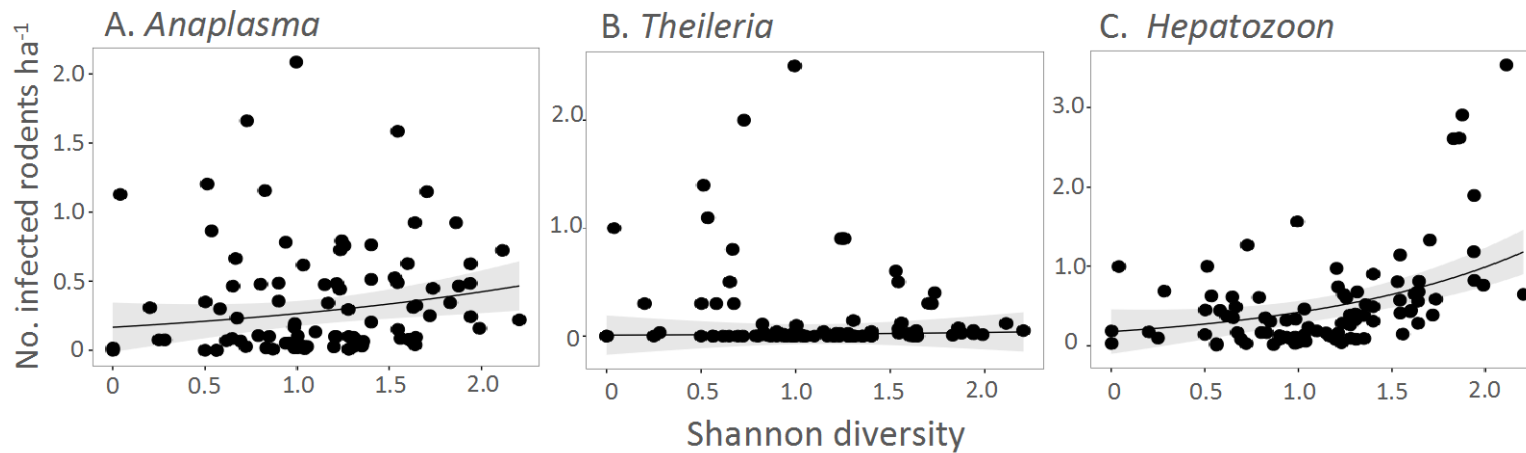 A. Anaplasma
B. Theileria
C. Hepatozoon
No. infected rodents ha⁻¹
2.0
1.5
1.0
0.5
0
0 0.5 1.0 1.5 2.0
2.0
1.0
0
0 0.5 1.0 1.5 2.0
3.0
2.0
1.0
0
0 0.5 1.0 1.5 2.0
Shannon diversity